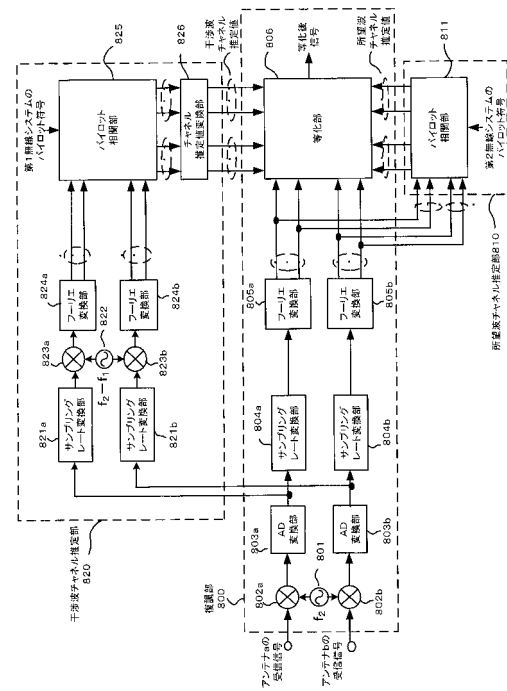 825
826
干渉波
チャネル
推定値
806
等化後
信号
所望波
チャネル
推定値
811
第1無線システムの
パイロット符号
パイロット
相関部
チャネル
推定値変換部
等化部
パイロット
相関部
第2無線システムの
パイロット符号
824a
フーリエ
変換部
824b
フーリエ
変換部
805a
フーリエ
変換部
805b
フーリエ
変換部
所望波チャネル推定部810
823a
822
823b
f2−f1
821a
サンプリング
レート変換部
821b
サンプリング
レート変換部
804a
サンプリング
レート変換部
804b
サンプリング
レート変換部
干渉波チャネル推定部
820
803a
AD
変換部
803b
AD
変換部
復調部
800
802a
801
f2
802b
アンテナaの
受信信号
アンテナbの
受信信号